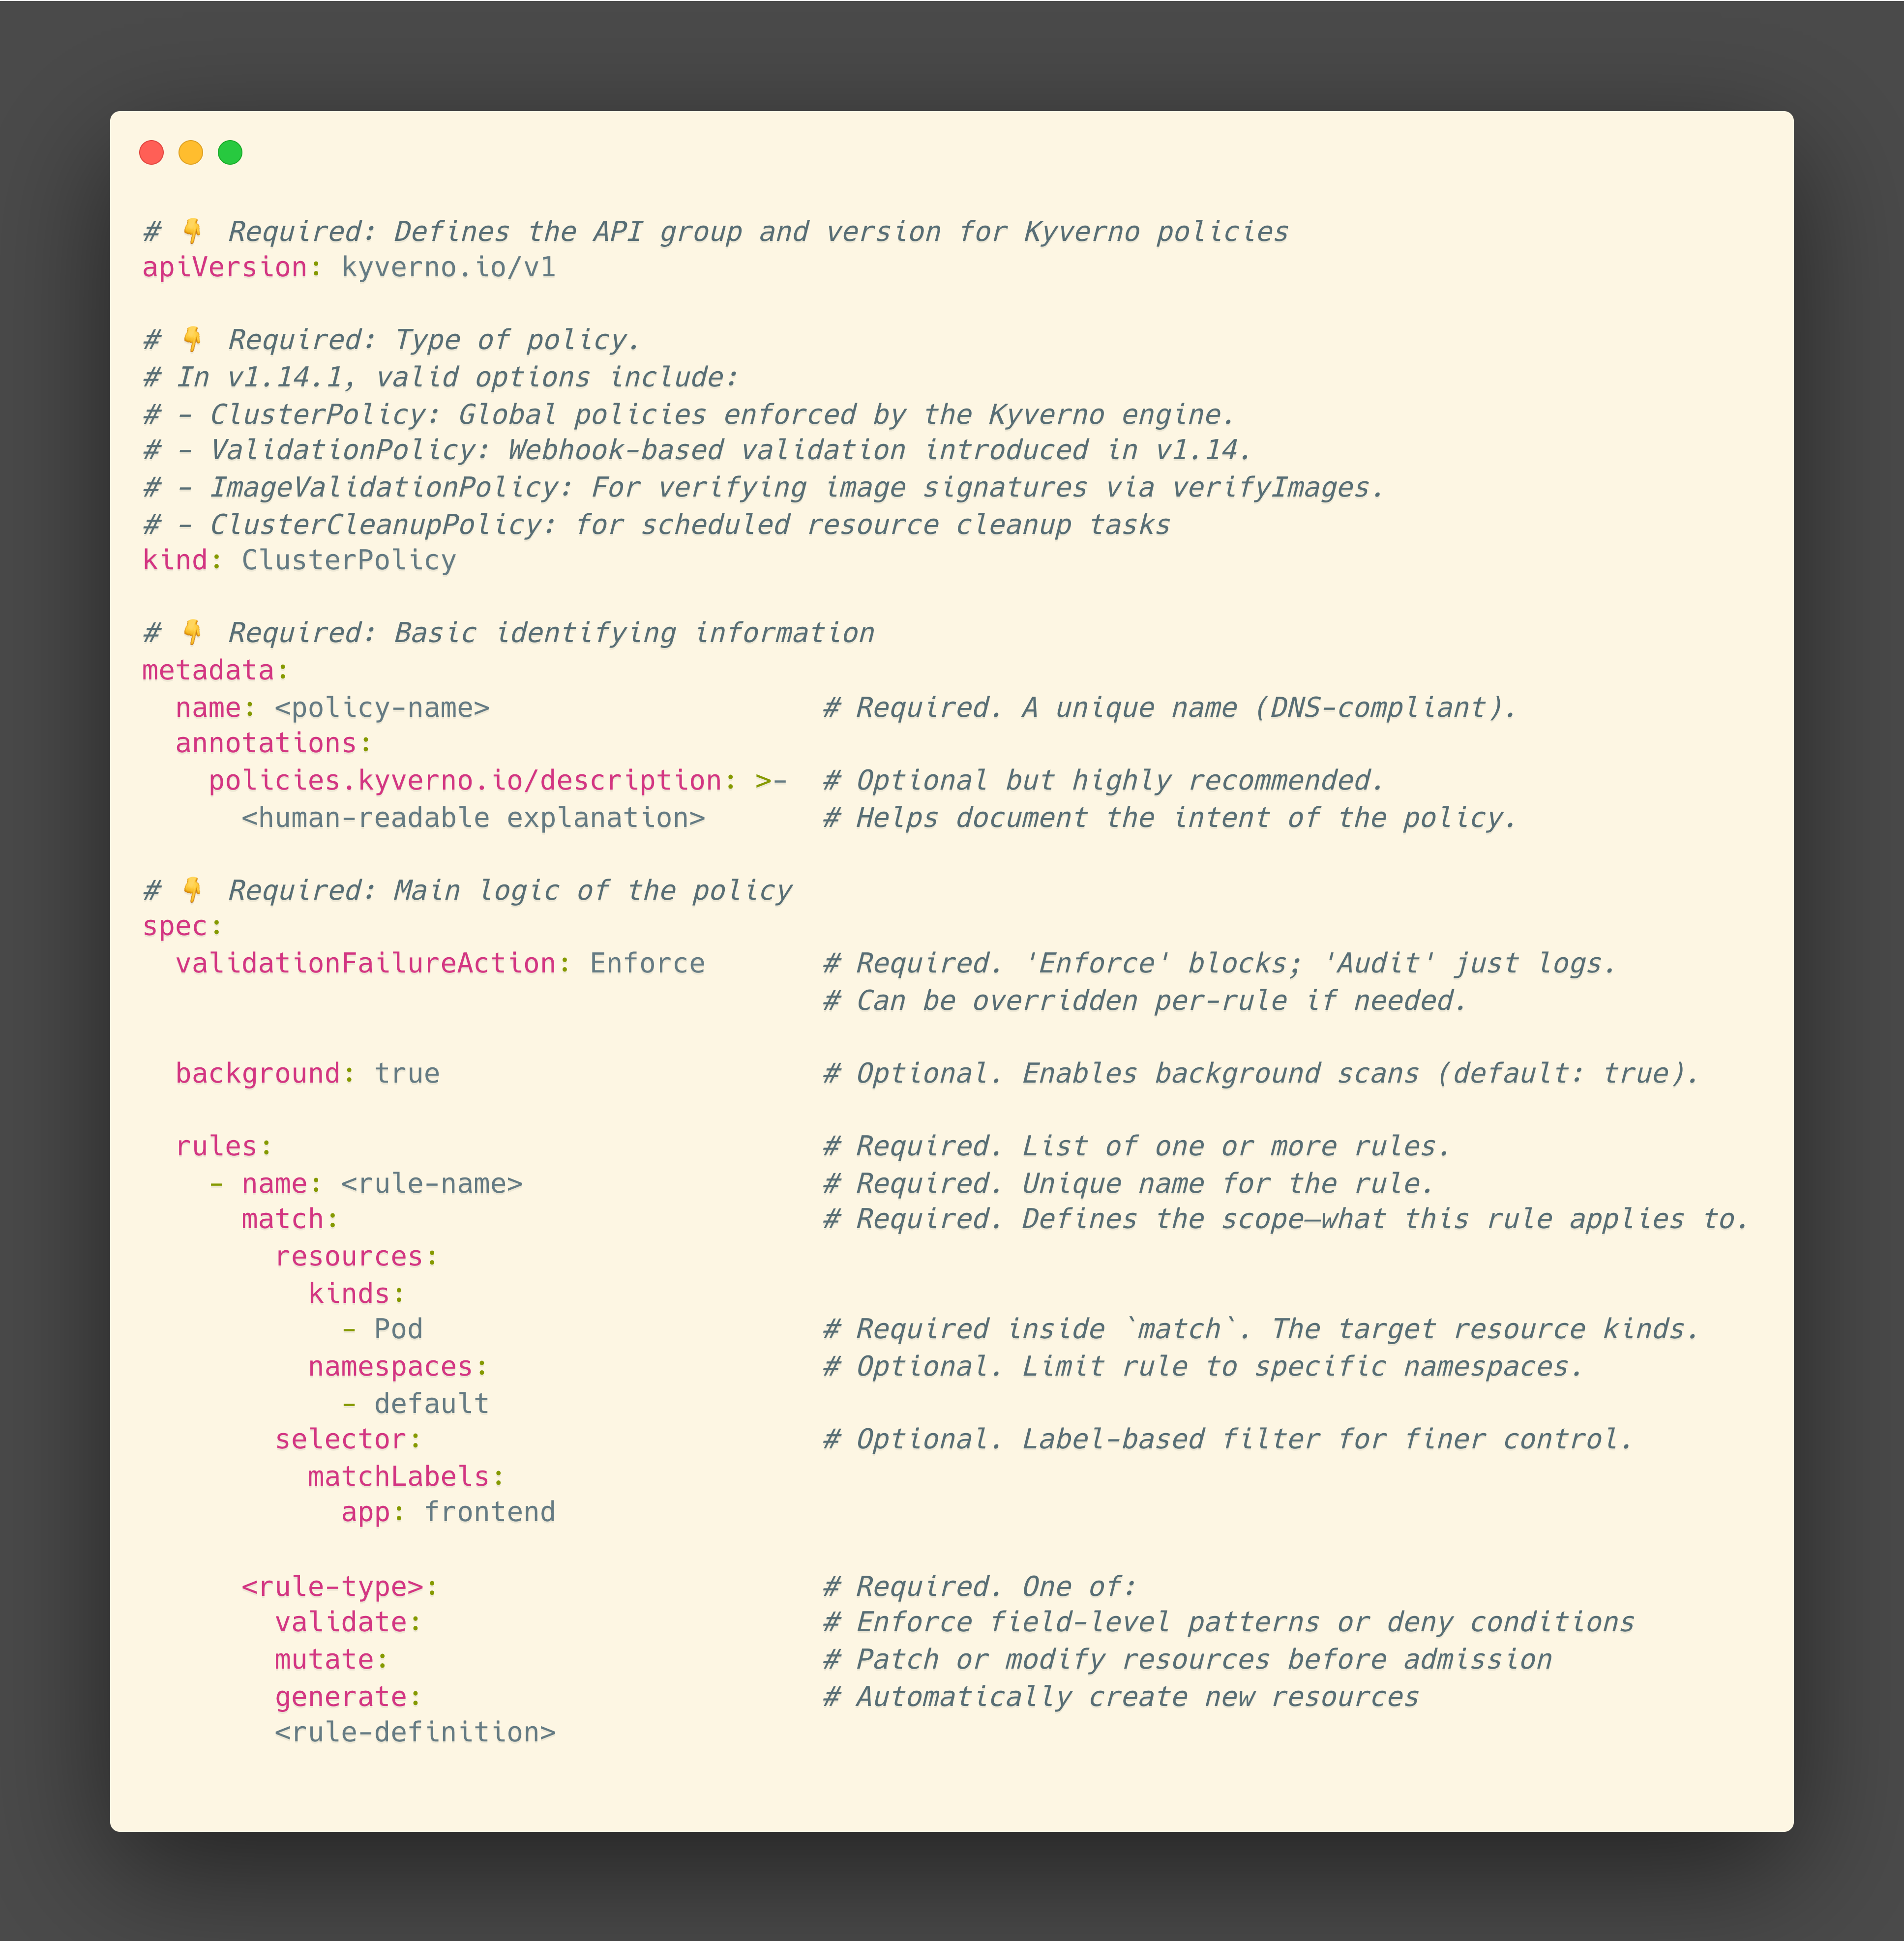 # 👇 Required: Defines the API group and version for Kyverno policies
apiVersion: kyverno.io/v1

# 👇 Required: Type of policy.
# In v1.14.1, valid options include:
# - ClusterPolicy: Global policies enforced by the Kyverno engine.
# - ValidationPolicy: Webhook-based validation introduced in v1.14.
# - ImageValidationPolicy: For verifying image signatures via verifyImages.
# - ClusterCleanupPolicy: for scheduled resource cleanup tasks
kind: ClusterPolicy

# 👇 Required: Basic identifying information
metadata:
  name: <policy-name>                    # Required. A unique name (DNS-compliant).
  annotations:
    policies.kyverno.io/description: >-  # Optional but highly recommended.
      <human-readable explanation>       # Helps document the intent of the policy.

# 👇 Required: Main logic of the policy
spec:
  validationFailureAction: Enforce       # Required. 'Enforce' blocks; 'Audit' just logs.
                                         # Can be overridden per-rule if needed.

  background: true                       # Optional. Enables background scans (default: true).

  rules:                                 # Required. List of one or more rules.
    - name: <rule-name>                  # Required. Unique name for the rule.
      match:                             # Required. Defines the scope—what this rule applies to.
        resources:
          kinds:
            - Pod                        # Required inside `match`. The target resource kinds.
          namespaces:                    # Optional. Limit rule to specific namespaces.
            - default
        selector:                        # Optional. Label-based filter for finer control.
          matchLabels:
            app: frontend

      <rule-type>:                       # Required. One of:
        validate:                        # Enforce field-level patterns or deny conditions
        mutate:                          # Patch or modify resources before admission
        generate:                        # Automatically create new resources
        <rule-definition>